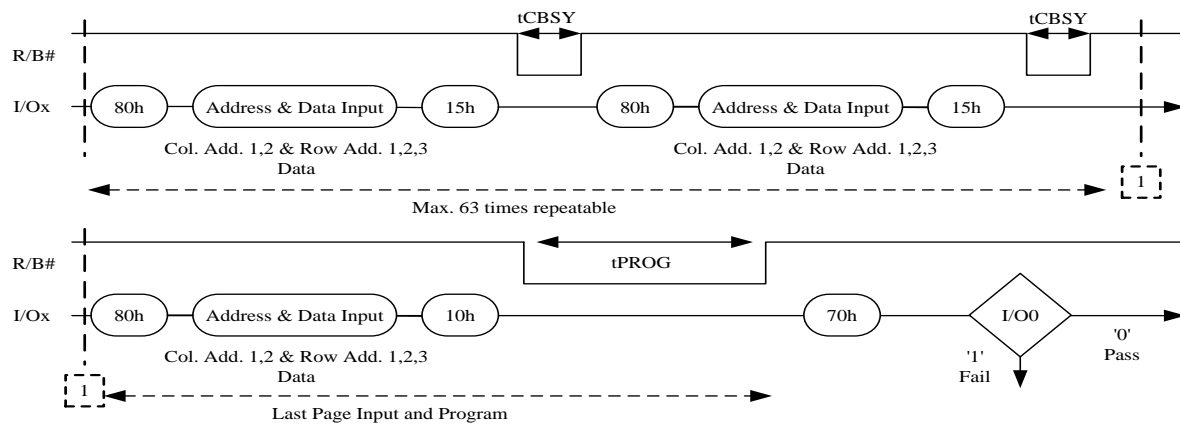 tCBSY tCBSY
R/B#
I/Ox 80h Address & Data Input 15h 80h Address & Data Input 15h
Col. Add. 1,2 & Row Add. 1,2,3 Col. Add. 1,2 & Row Add. 1,2,3
Data Data
1
Max. 63 times repeatable
R/B# tPROG
I/Ox 80h Address & Data Input 10h 70h I/O0
'0'
Pass
Col. Add. 1,2 & Row Add. 1,2,3 '1'
Data Fail
1
Last Page Input and Program